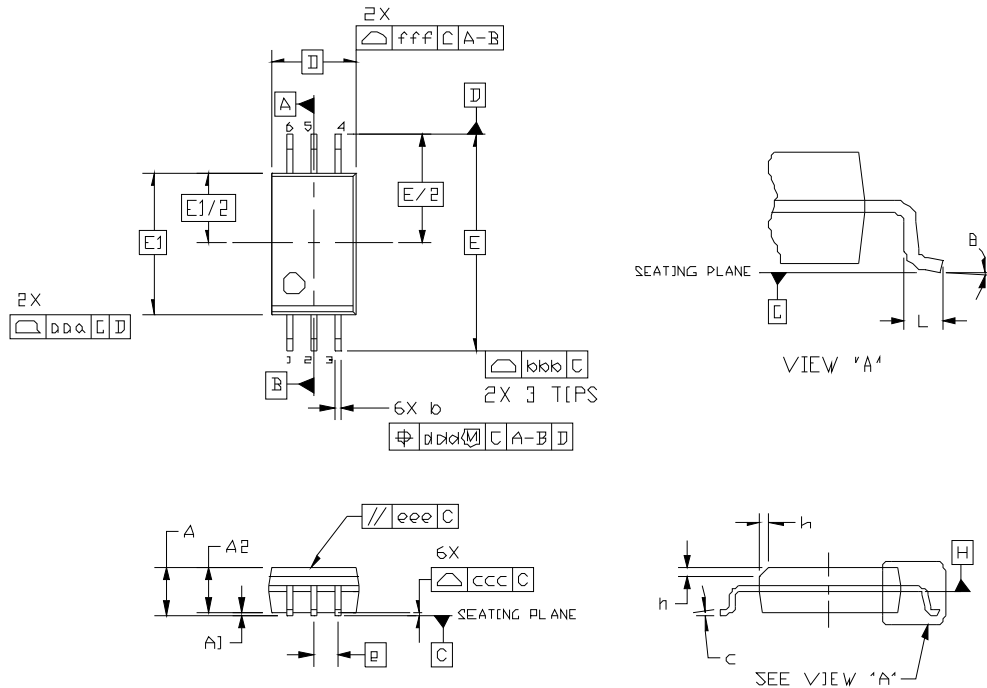 2X
fff C A-B
D
A
D
6 5 4
E/2
E1/2
E1
E
SEATING PLANE
B
C
L
VIEW "A"
2X
aaa C D
1 2 3
bbb C
2X 3 TIPS
B
6X b
ddd M C A-B D
// eee C
A
A2
6X
ccc C
SEATING PLANE
A1
e
C
h
H
h
c
SEE VIEW "A"